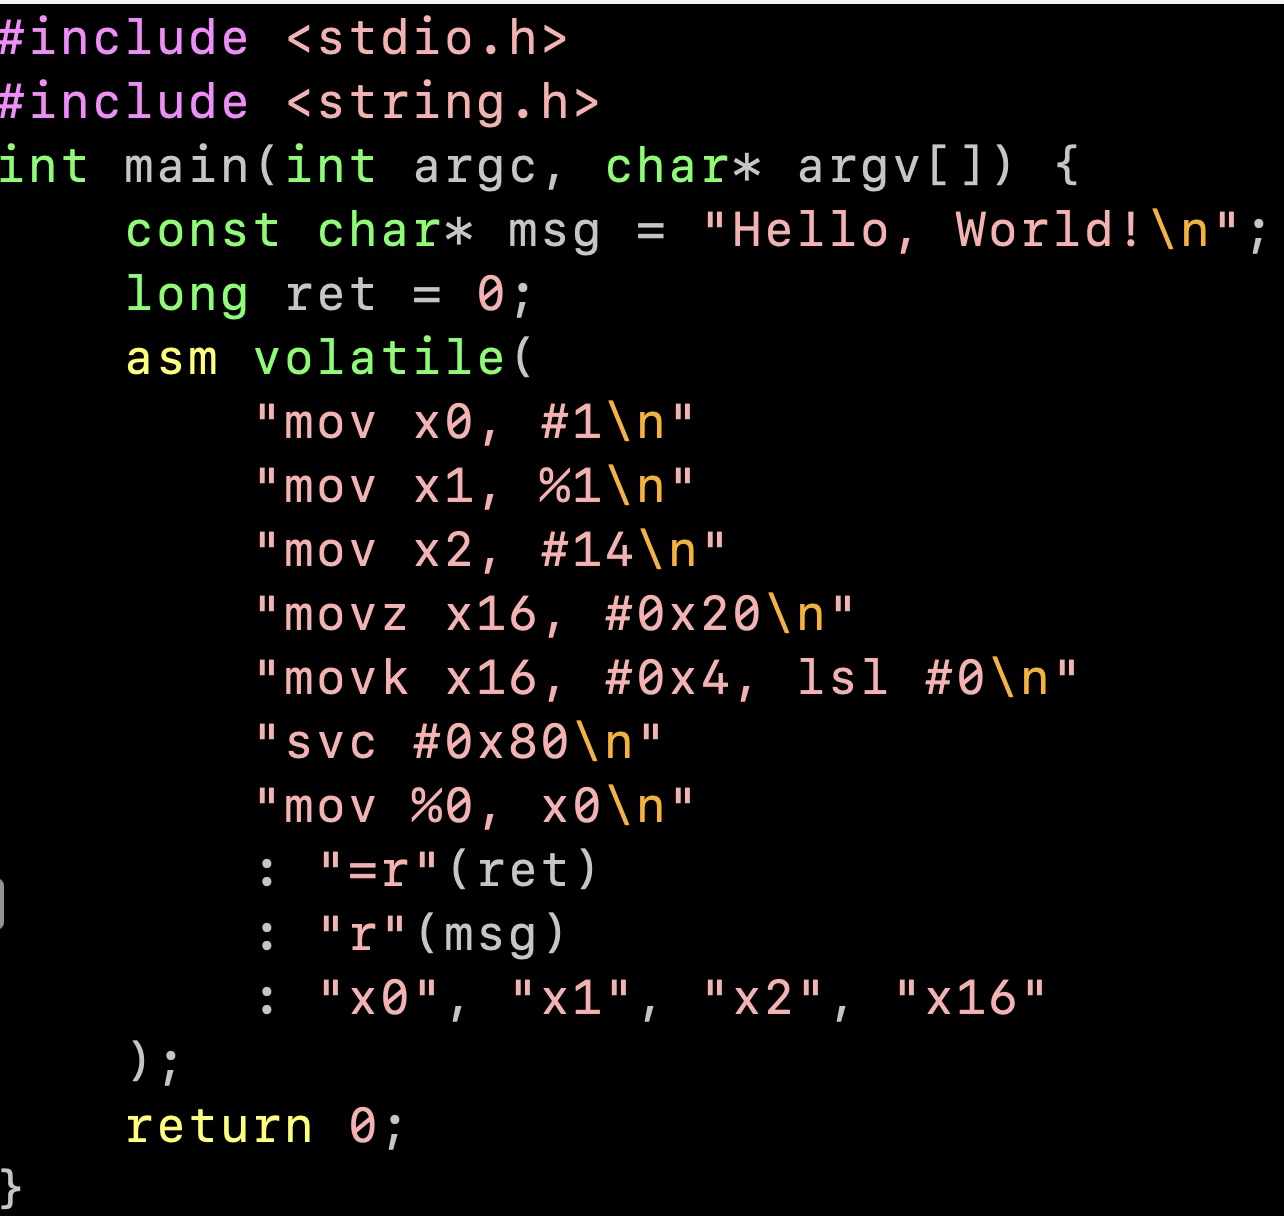 #include <stdio.h>
#include <string.h>
int main(int argc, char* argv[]) {
    const char* msg = "Hello, World!\n";
    long ret = 0;
    asm volatile(
        "mov x0, #1\n"
        "mov x1, %1\n"
        "mov x2, #14\n"
        "movz x16, #0x20\n"
        "movk x16, #0x4, lsl #0\n"
        "svc #0x80\n"
        "mov %0, x0\n"
        : "=r"(ret)
        : "r"(msg)
        : "x0", "x1", "x2", "x16"
    );
    return 0;
}